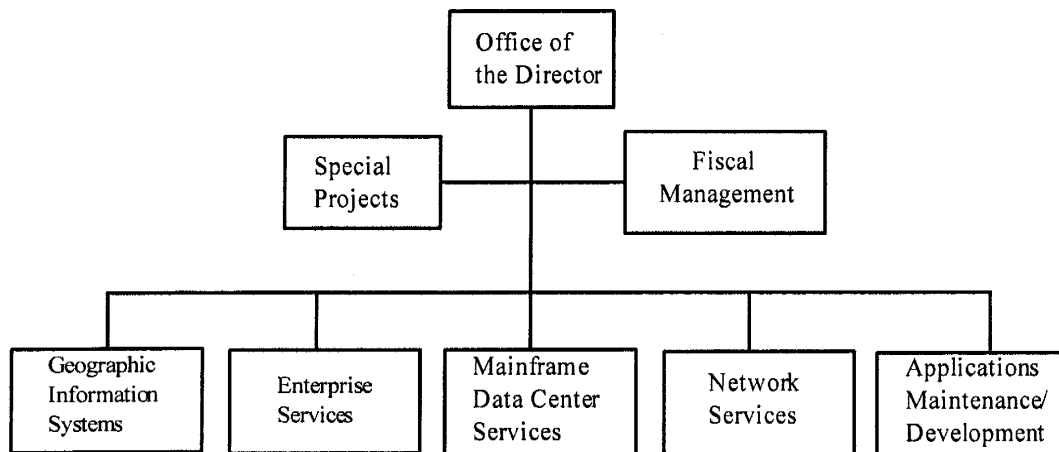 Office of
the Director
Special
Projects
Fiscal
Management
Geographic
Information
Systems
Enterprise
Services
Mainframe
Data Center
Services
Network
Services
Applications
Maintenance/
Development